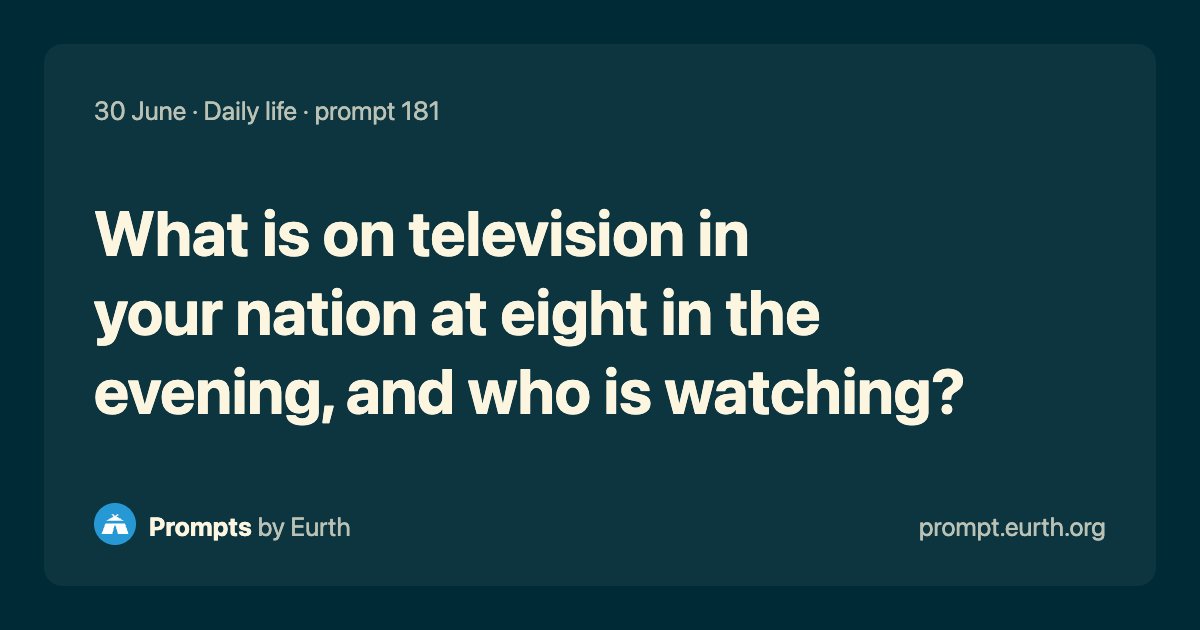 30 June · Daily life · prompt 181
What is on television in
your nation at eight in the
evening, and who is watching?
Prompts by Eurth
prompt.eurth.org